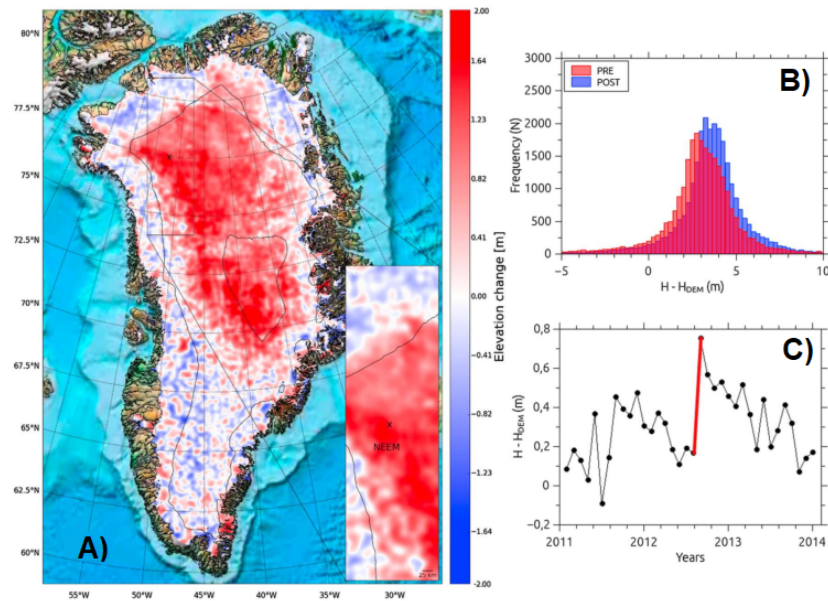 A)
80°N
77.5°N
75°N
72.5°N
70°N
67.5°N
65°N
62.5°N
60°N
55°W
50°W
45°W
40°W
35°W
30°W
NEEM
25 km
2.00
1.64
1.23
0.82
0.41
0.00
−0.41
−0.82
−1.23
−1.64
−2.00
Elevation change [m]
B)
PRE
POST
Frequency (N)
3000
2500
2000
1500
1000
500
0
-5
0
5
10
H - HDEM (m)
C)
H - HDEM (m)
0,8
0,6
0,4
0,2
0
-0,2
2011
2012
2013
2014
Years